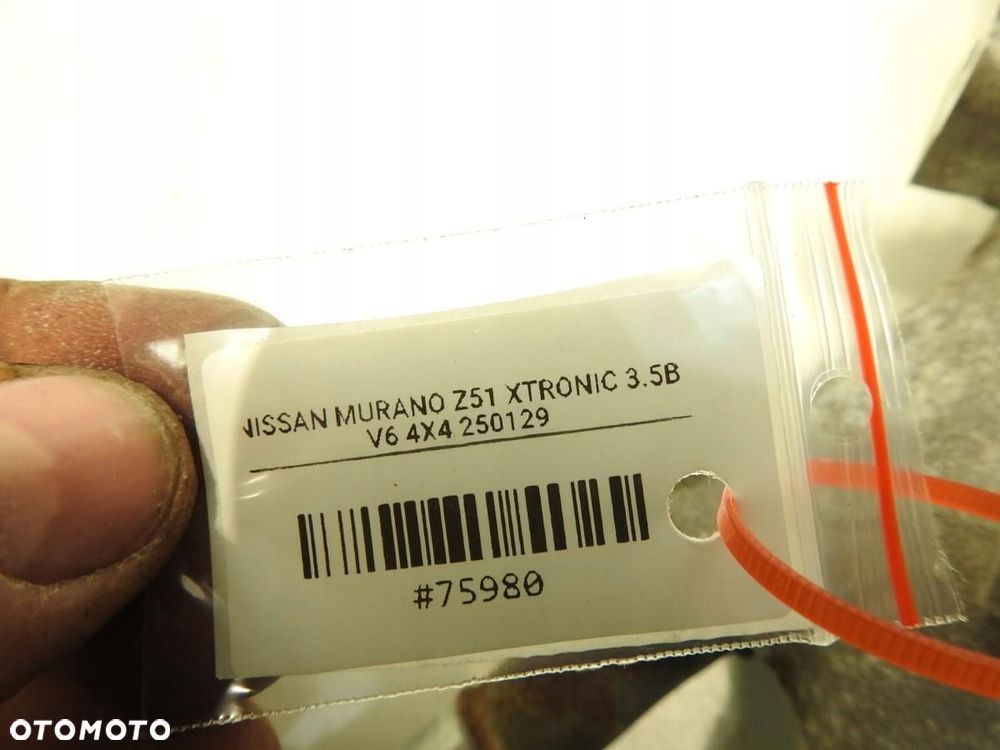 NISSAN MURANO Z51 XTRONIC 3.5B
V6 4X4 250129
#75980
OTOMOTO